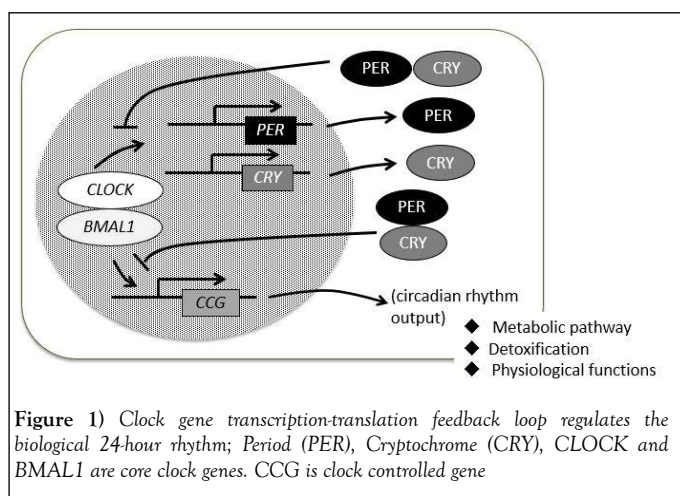 PER CRY
PER
PER
CRY
CRY
CLOCK
BMAL1
PER
CRY
CCG
(circadian rhythm
output)
◆ Metabolic pathway
◆ Detoxification
◆ Physiological functions
Figure 1) Clock gene transcription-translation feedback loop regulates the
biological 24-hour rhythm; Period (PER), Cryptochrome (CRY), CLOCK and
BMAL1 are core clock genes. CCG is clock controlled gene